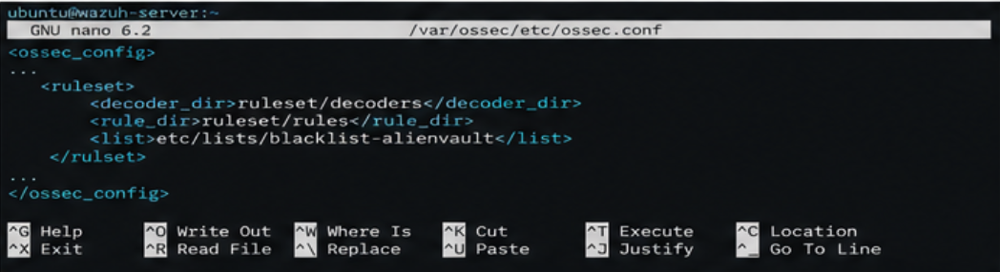 ubuntu@wazuh-server:~
GNU nano 6.2 /var/ossec/etc/ossec.conf
<ossec_config>
...
<ruleset>
<decoder_dir>ruleset/decoders</decoder_dir>
<rule_dir>ruleset/rules</rule_dir>
<list>etc/lists/blacklist-alienvault</list>
</rulset>
...
</ossec_config>
^G Help ^O Write Out ^W Where Is ^K Cut ^T Execute ^C Location
^X Exit ^R Read File ^\ Replace ^U Paste ^J Justify ^_ Go To Line